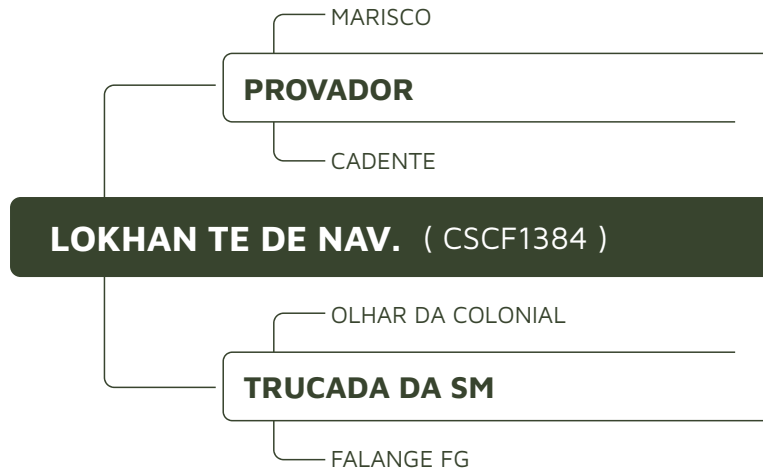 MARISCO
PROVADOR
CADENTE
LOKHAN TE DE NAV. ( CSCF1384 )
OLHAR DA COLONIAL
TRUCADA DA SM
FALANGE FG